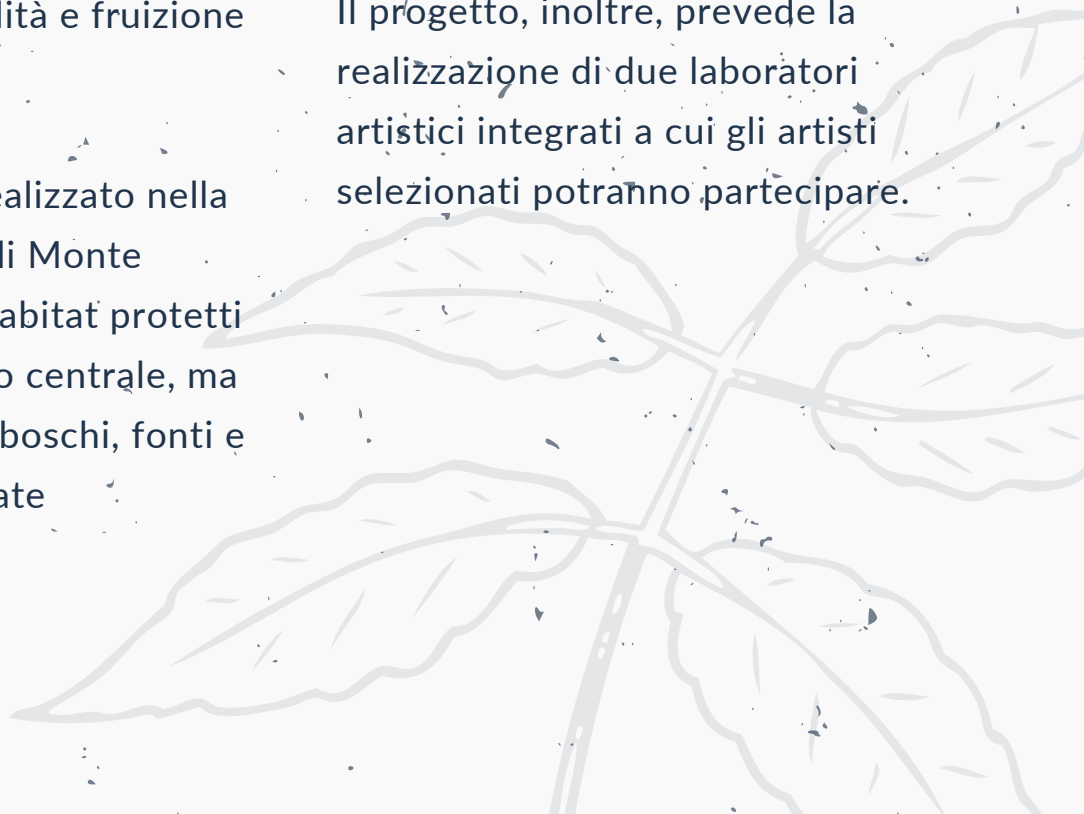 lità e fruizione
ealizzato nella
di Monte
abitat protetti
o centrale, ma
boschi, fonti e
ate
Il progetto, inoltre, prevede la
realizzazione di due laboratori
artistici integrati a cui gli artisti
selezionati potranno partecipare.